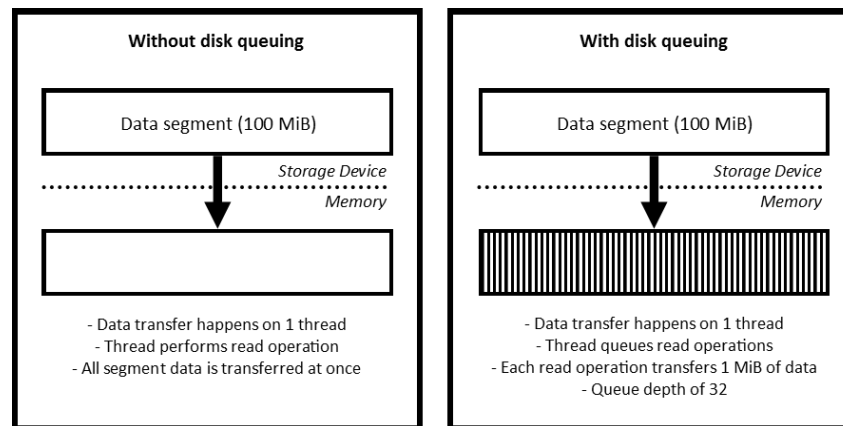 Without disk queuing
Data segment (100 MiB)
Storage Device
Memory
- Data transfer happens on 1 thread
- Thread performs read operation
- All segment data is transferred at once
With disk queuing
Data segment (100 MiB)
Storage Device
Memory
- Data transfer happens on 1 thread
- Thread queues read operations
- Each read operation transfers 1 MiB of data
- Queue depth of 32